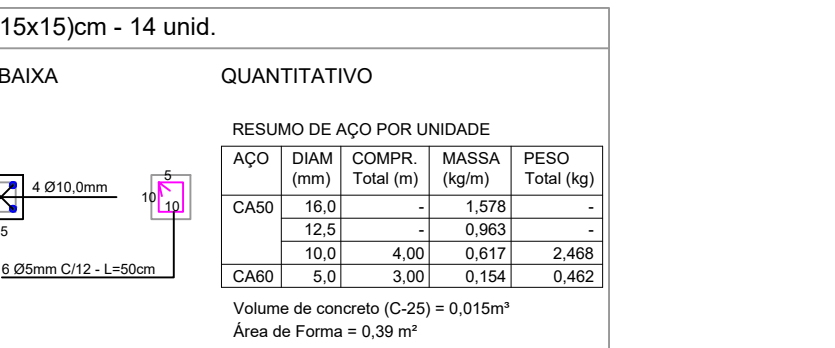 15x15)cm - 14 unid.
BAIXA
QUANTITATIVO
4 Ø10,0mm
5
5
10
10
6 Ø5mm C/12 - L=50cm
RESUMO DE AÇO POR UNIDADE
AÇO DIAM (mm) COMPR. Total (m) MASSA (kg/m) PESO Total (kg)
CA50 16,0 - 1,578 -
12,5 - 0,963 -
10,0 4,00 0,617 2,468
CA60 5,0 3,00 0,154 0,462
Volume de concreto (C-25) = 0,015m³
Área de Forma = 0,39 m²